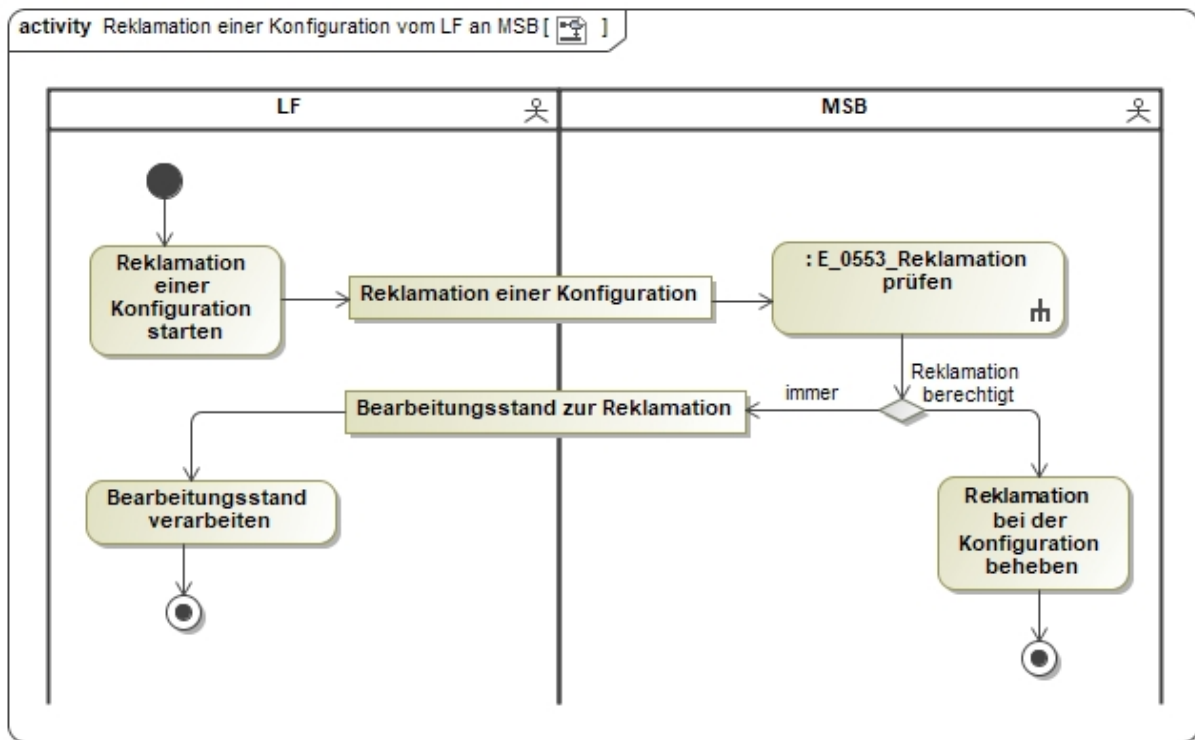 activity Reklamation einer Konfiguration vom LF an MSB [ ]
LF
MSB
Reklamation
einer
Konfiguration
starten
Reklamation einer Konfiguration
: E_0553_Reklamation
prüfen
Reklamation
berechtigt
immer
Bearbeitungsstand zur Reklamation
Bearbeitungsstand
verarbeiten
Reklamation
bei der
Konfiguration
beheben